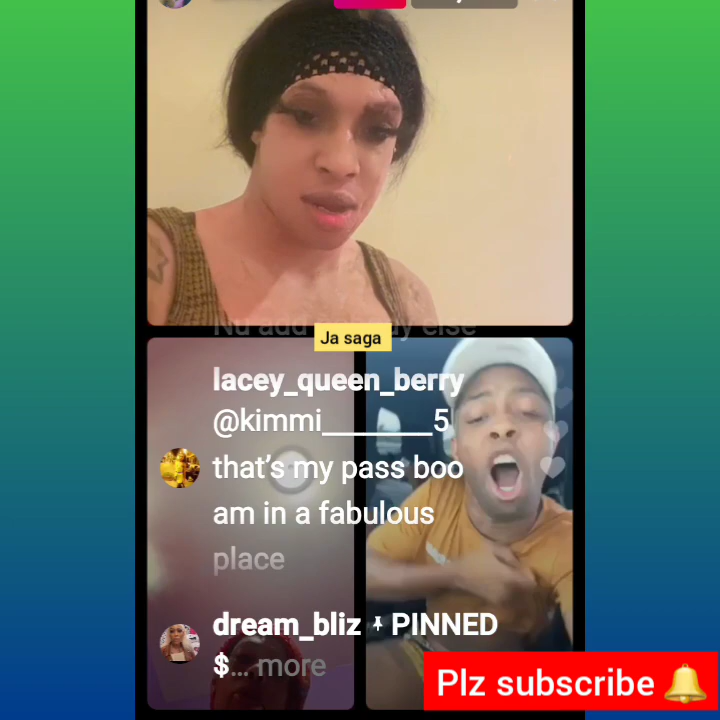 Ja saga
lacey_queen_berry
@kimmi________5
that's my pass boo
am in a fabulous
place
dream_bliz PINNED
$... more
Plz subscribe